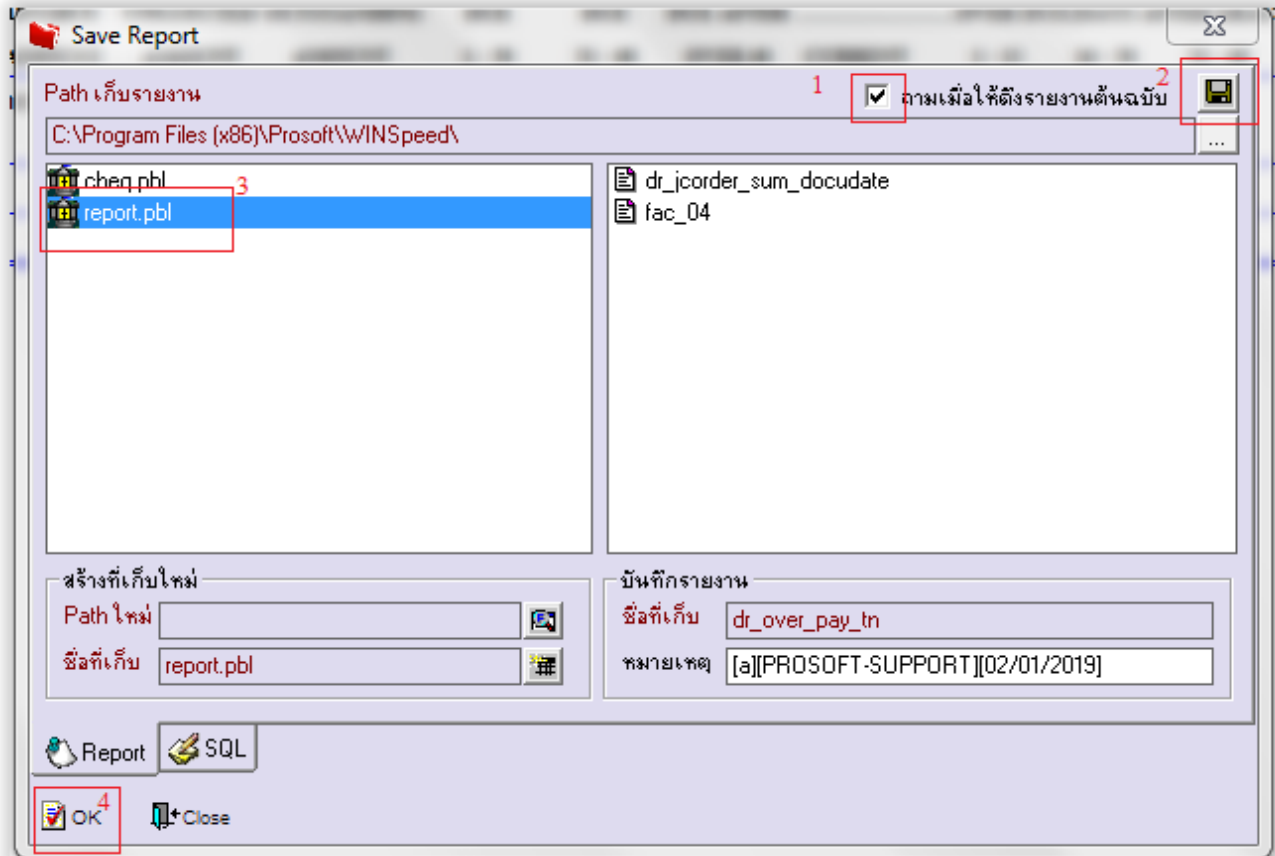 Save Report
Path เก็บรายงาน
1
ถามเมื่อให้ดึงรายงานต้นฉบับ
2
C:\Program Files (x86)\Prosoft\WINSpeed\
...
cheq.pbl
3
report.pbl
dr_jcorder_sum_docudate
fac_04
สร้างที่เก็บใหม่
Path ใหม่
ชื่อที่เก็บ
report.pbl
บันทึกรายงาน
ชื่อที่เก็บ
dr_over_pay_tn
หมายเหตุ
[a][PROSOFT-SUPPORT][02/01/2019]
Report
SQL
OK
4
Close